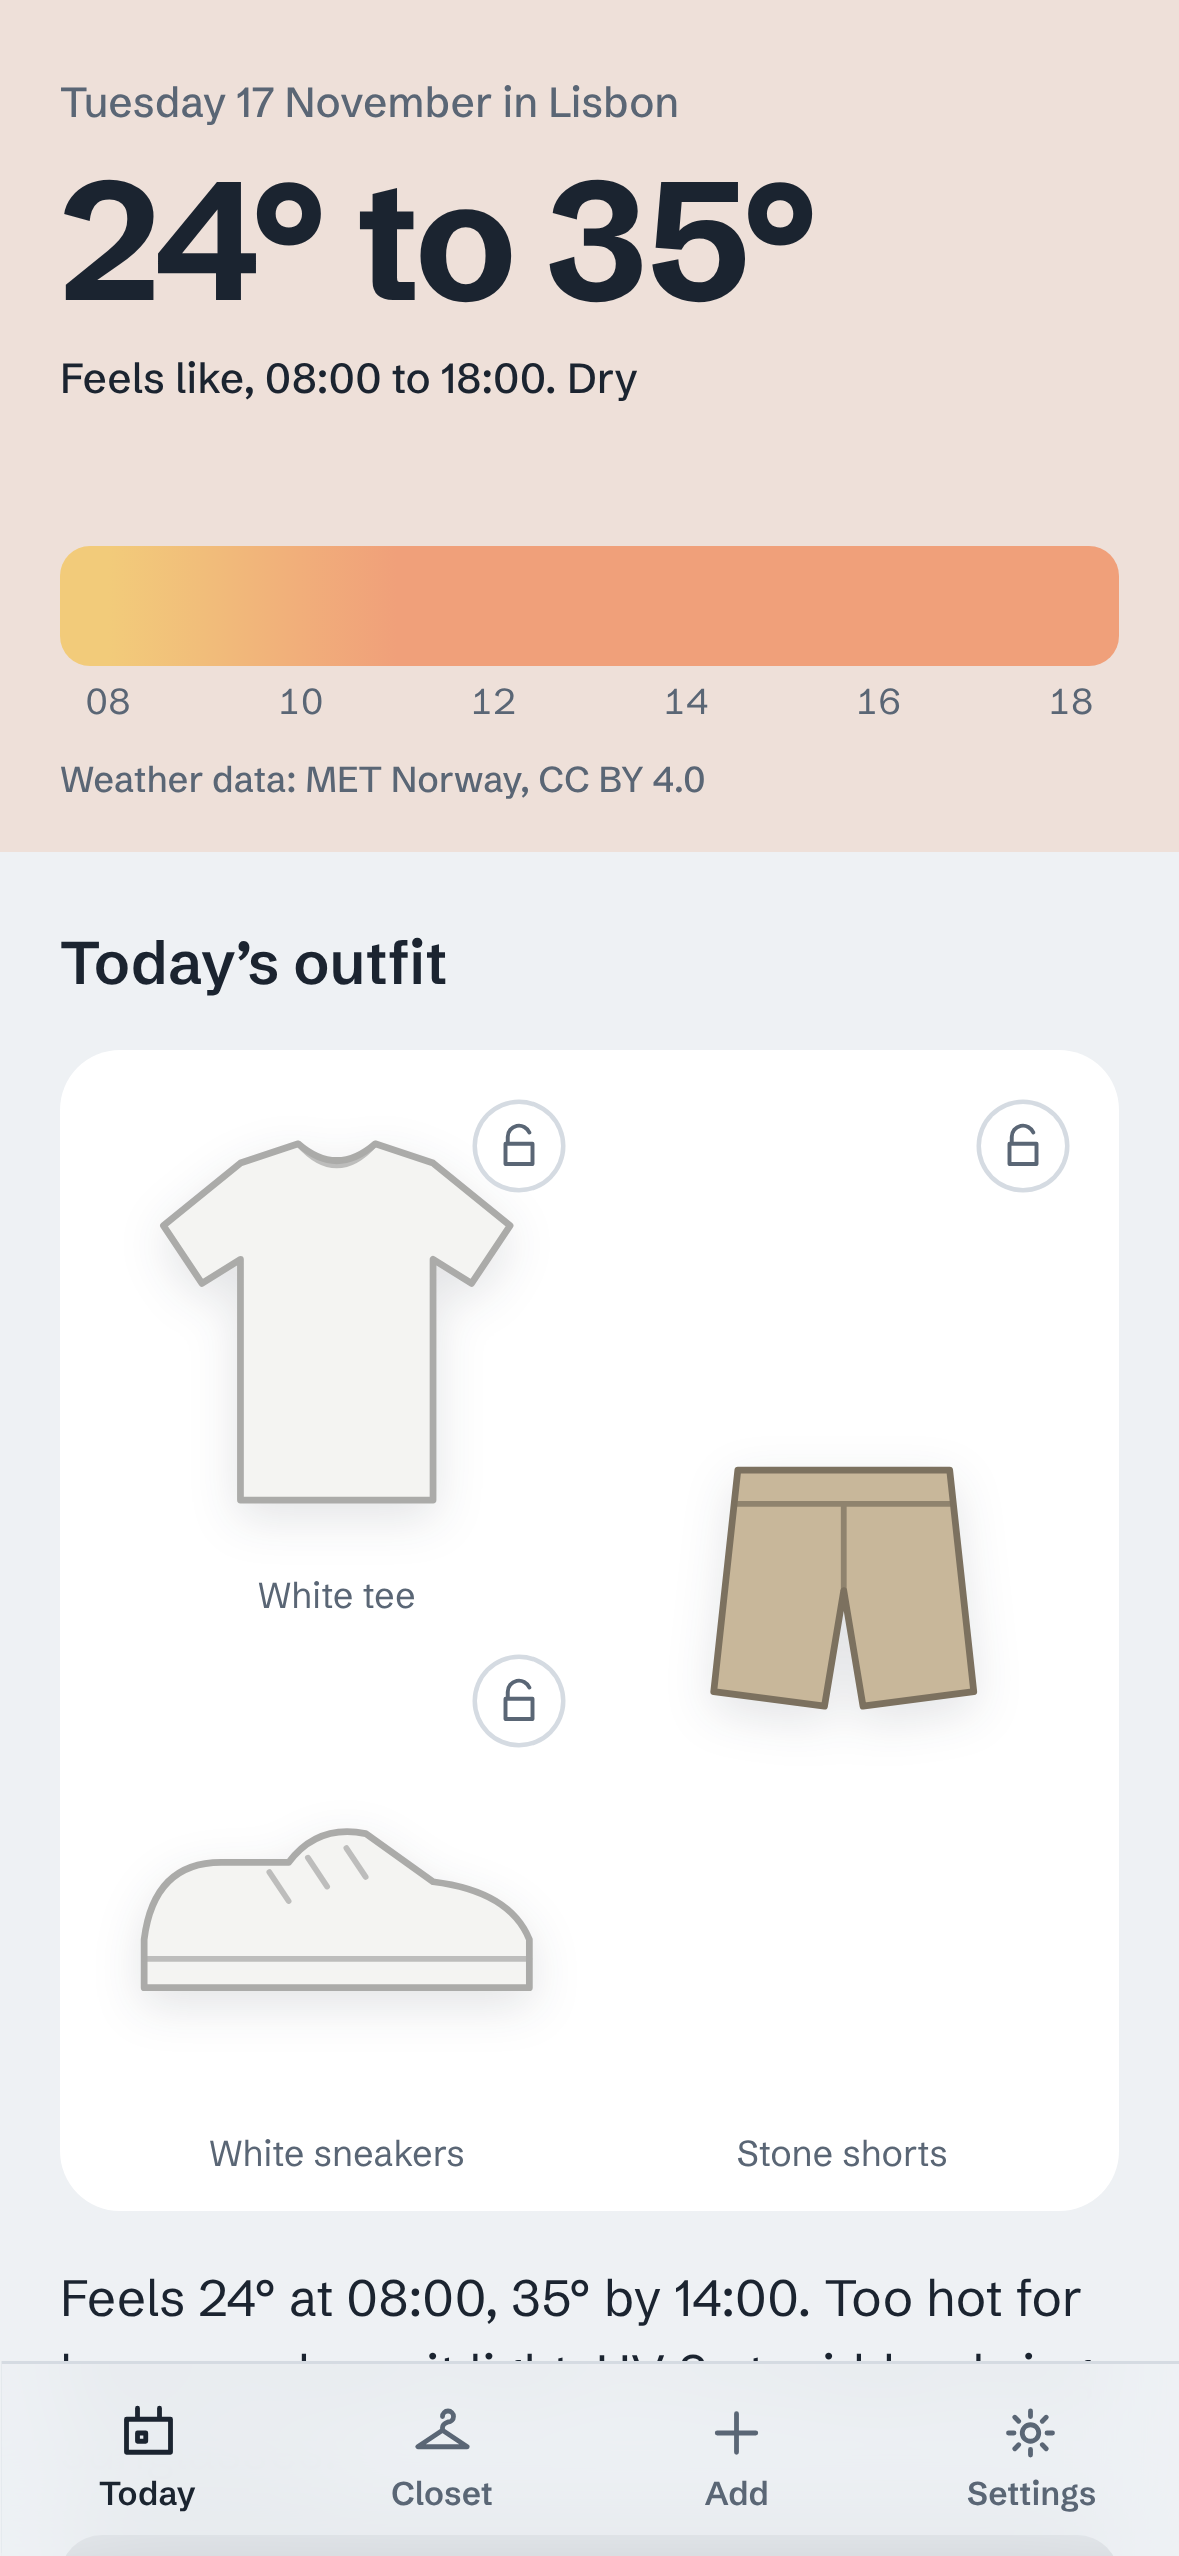 Tuesday 17 November in Lisbon
24° to 35°
Feels like, 08:00 to 18:00. Dry
08 10 12 14 16 18
Weather data: MET Norway, CC BY 4.0
Today’s outfit
White tee
White sneakers
Stone shorts
Feels 24° at 08:00, 35° by 14:00. Too hot for
Today
Closet
Add
Settings